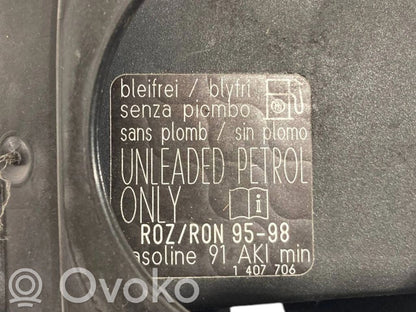 bleifrei / blyfri
senza piombo
sans plomb / sin plomo
UNLEADED PETROL
ONLY
ROZ/RON 95-98
asoline 91 AKI min
1 407 706
Ovoko